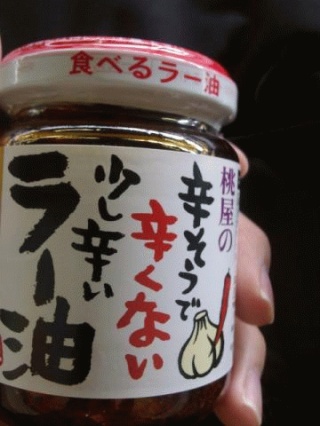 食べるラー油
桃屋の
辛そうで
辛くない
少し辛い
ラー油